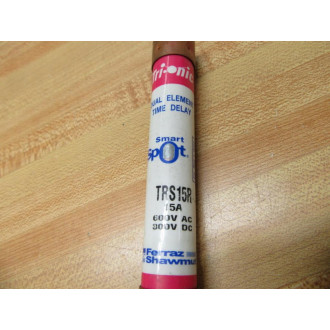 Tri-onic
DUAL ELEMENT
TIME DELAY
Smart
Spot
TRS15R
15A
600V AC
300V DC
Ferraz
Shawmut